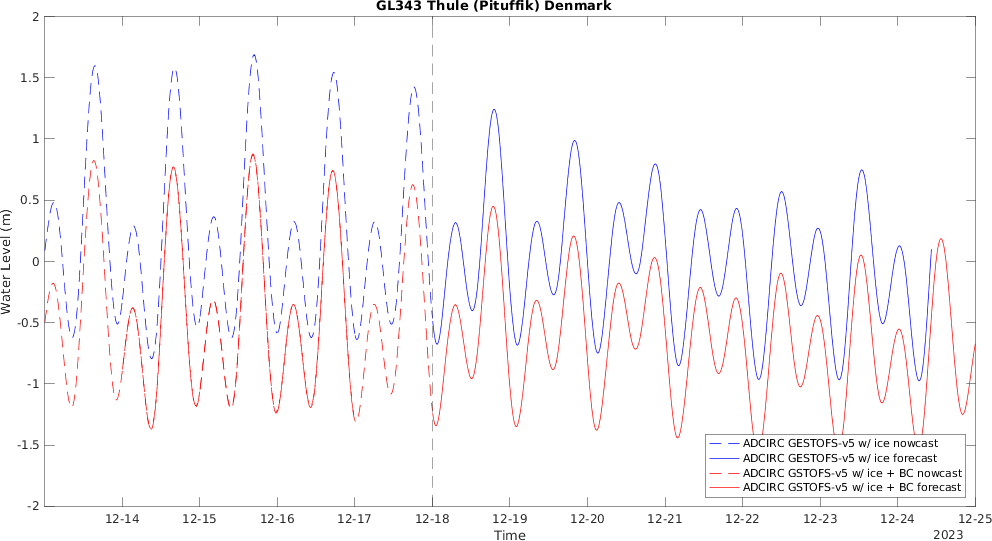 GL343 Thule (Pituffik) Denmark
Water Level (m)
2
1.5
1
0.5
0
-0.5
-1
-1.5
-2
ADCIRC GESTOFS-v5 w/ ice nowcast
ADCIRC GESTOFS-v5 w/ ice forecast
ADCIRC GSTOFS-v5 w/ ice + BC nowcast
ADCIRC GSTOFS-v5 w/ ice + BC forecast
12-14 12-15 12-16 12-17 12-18 12-19 12-20 12-21 12-22 12-23 12-24 12-25
Time
2023